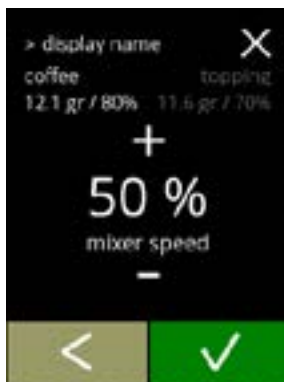 > display name X
coffee topping
12.1 gr / 80% 11.6 gr / 70%
+
50 %
mixer speed
-
<